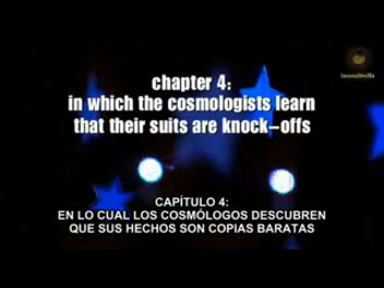 chapter 4:
in which the cosmologists learn
that their suits are knock-offs
CAPÍTULO 4:
EN LO CUAL LOS COSMÓLOGOS DESCUBREN
QUE SUS HECHOS SON COPIAS BARATAS